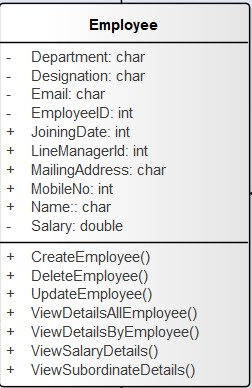 Employee
- Department: char
- Designation: char
- Email: char
- EmployeeID: int
+ JoiningDate: int
+ LineManagerId: int
+ MailingAddress: char
+ MobileNo: int
+ Name:: char
- Salary: double
+ CreateEmployee()
+ DeleteEmployee()
+ UpdateEmployee()
+ ViewDetailsAllEmployee()
+ ViewDetailsByEmployee()
+ ViewSalaryDetails()
+ ViewSubordinateDetails()